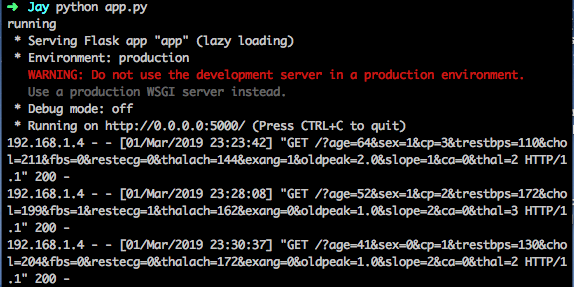 ➜ Jay python app.py
running
 * Serving Flask app "app" (lazy loading)
 * Environment: production
   WARNING: Do not use the development server in a production environment.
   Use a production WSGI server instead.
 * Debug mode: off
 * Running on http://0.0.0.0:5000/ (Press CTRL+C to quit)
192.168.1.4 - - [01/Mar/2019 23:23:42] "GET /?age=64&sex=1&cp=3&trestbps=110&cho
l=211&fbs=0&restecg=0&thalach=144&exang=1&oldpeak=2.0&slope=1&ca=0&thal=2 HTTP/1
.1" 200 -
192.168.1.4 - - [01/Mar/2019 23:28:08] "GET /?age=52&sex=1&cp=2&trestbps=172&cho
l=199&fbs=1&restecg=1&thalach=162&exang=0&oldpeak=1.0&slope=2&ca=0&thal=3 HTTP/1
.1" 200 -
192.168.1.4 - - [01/Mar/2019 23:30:37] "GET /?age=41&sex=0&cp=1&trestbps=130&cho
l=204&fbs=0&restecg=0&thalach=172&exang=0&oldpeak=1.0&slope=2&ca=0&thal=2 HTTP/1
.1" 200 -